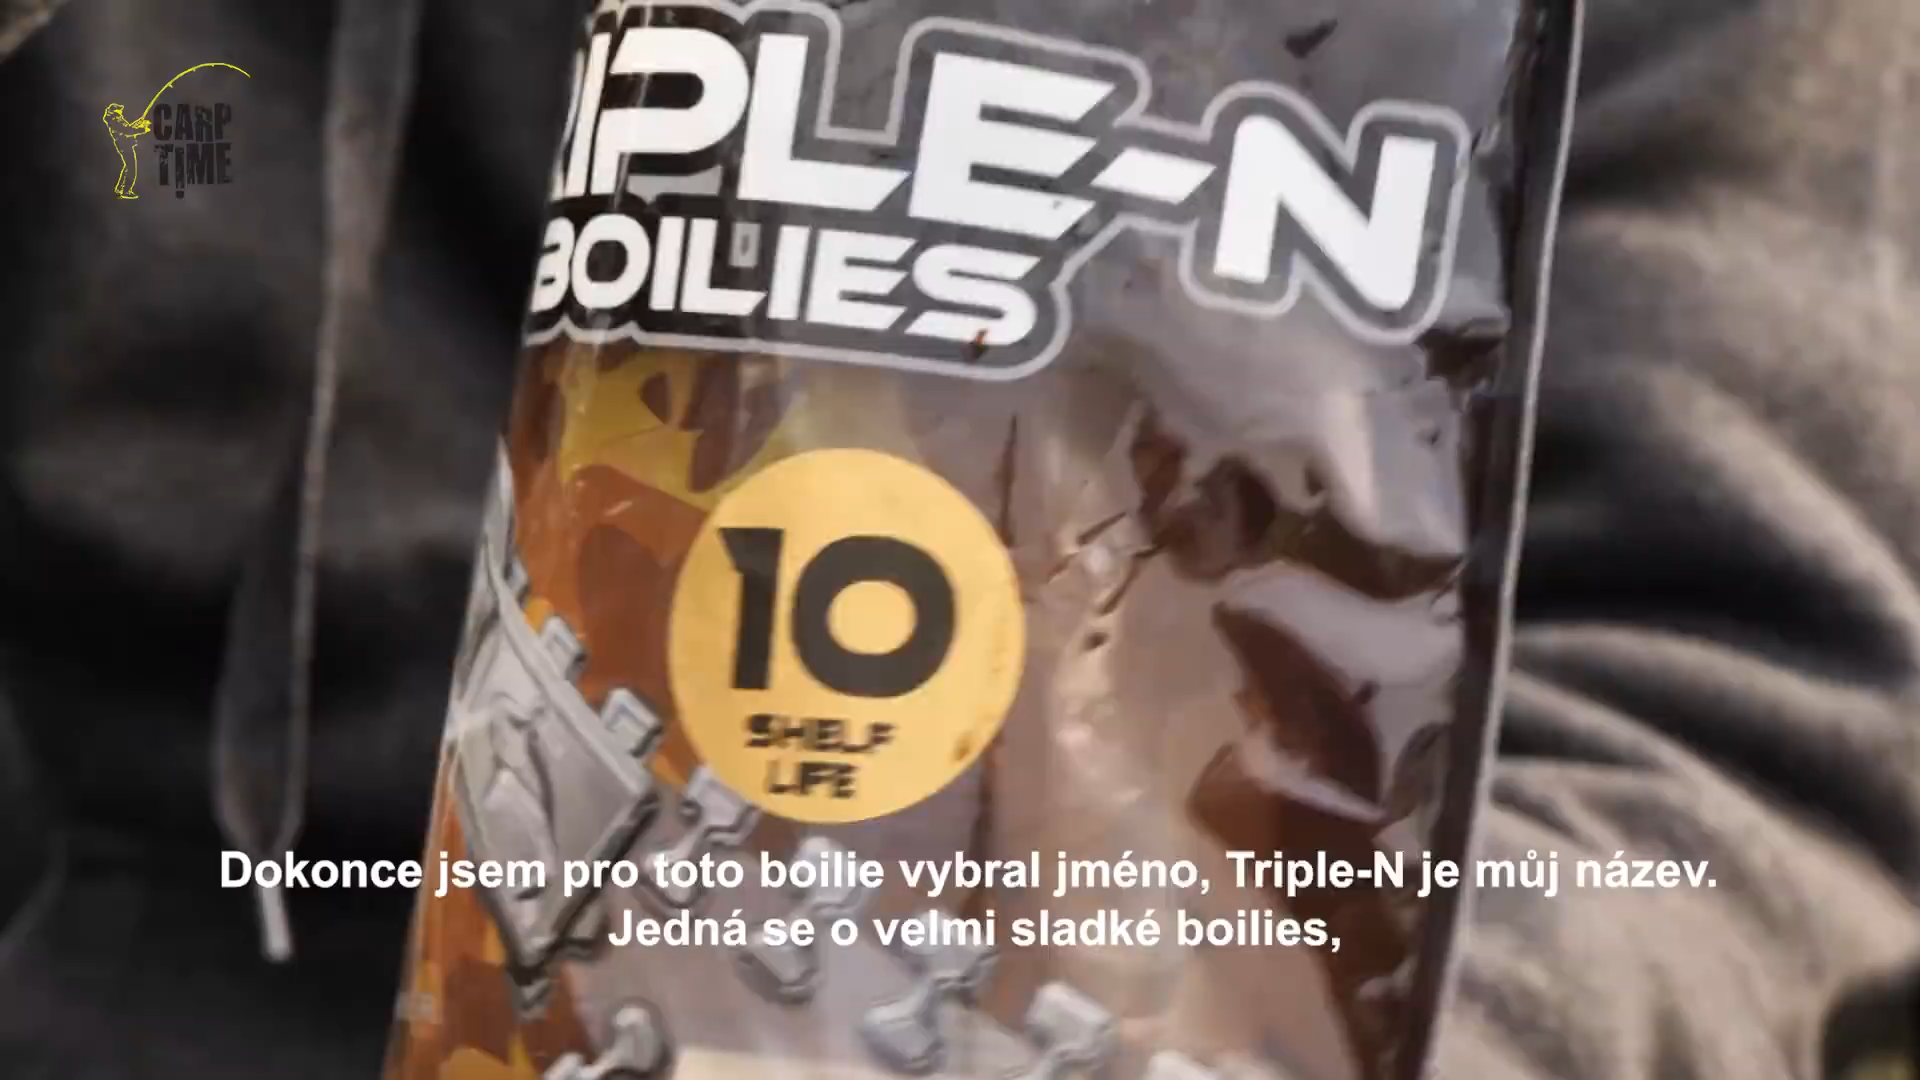 CARP
TIME
RIPLE-N
BOILIES
10
SHELF
LIFE
Dokonce jsem pro toto boilie vybral jméno, Triple-N je můj název.
Jedná se o velmi sladké boilies,